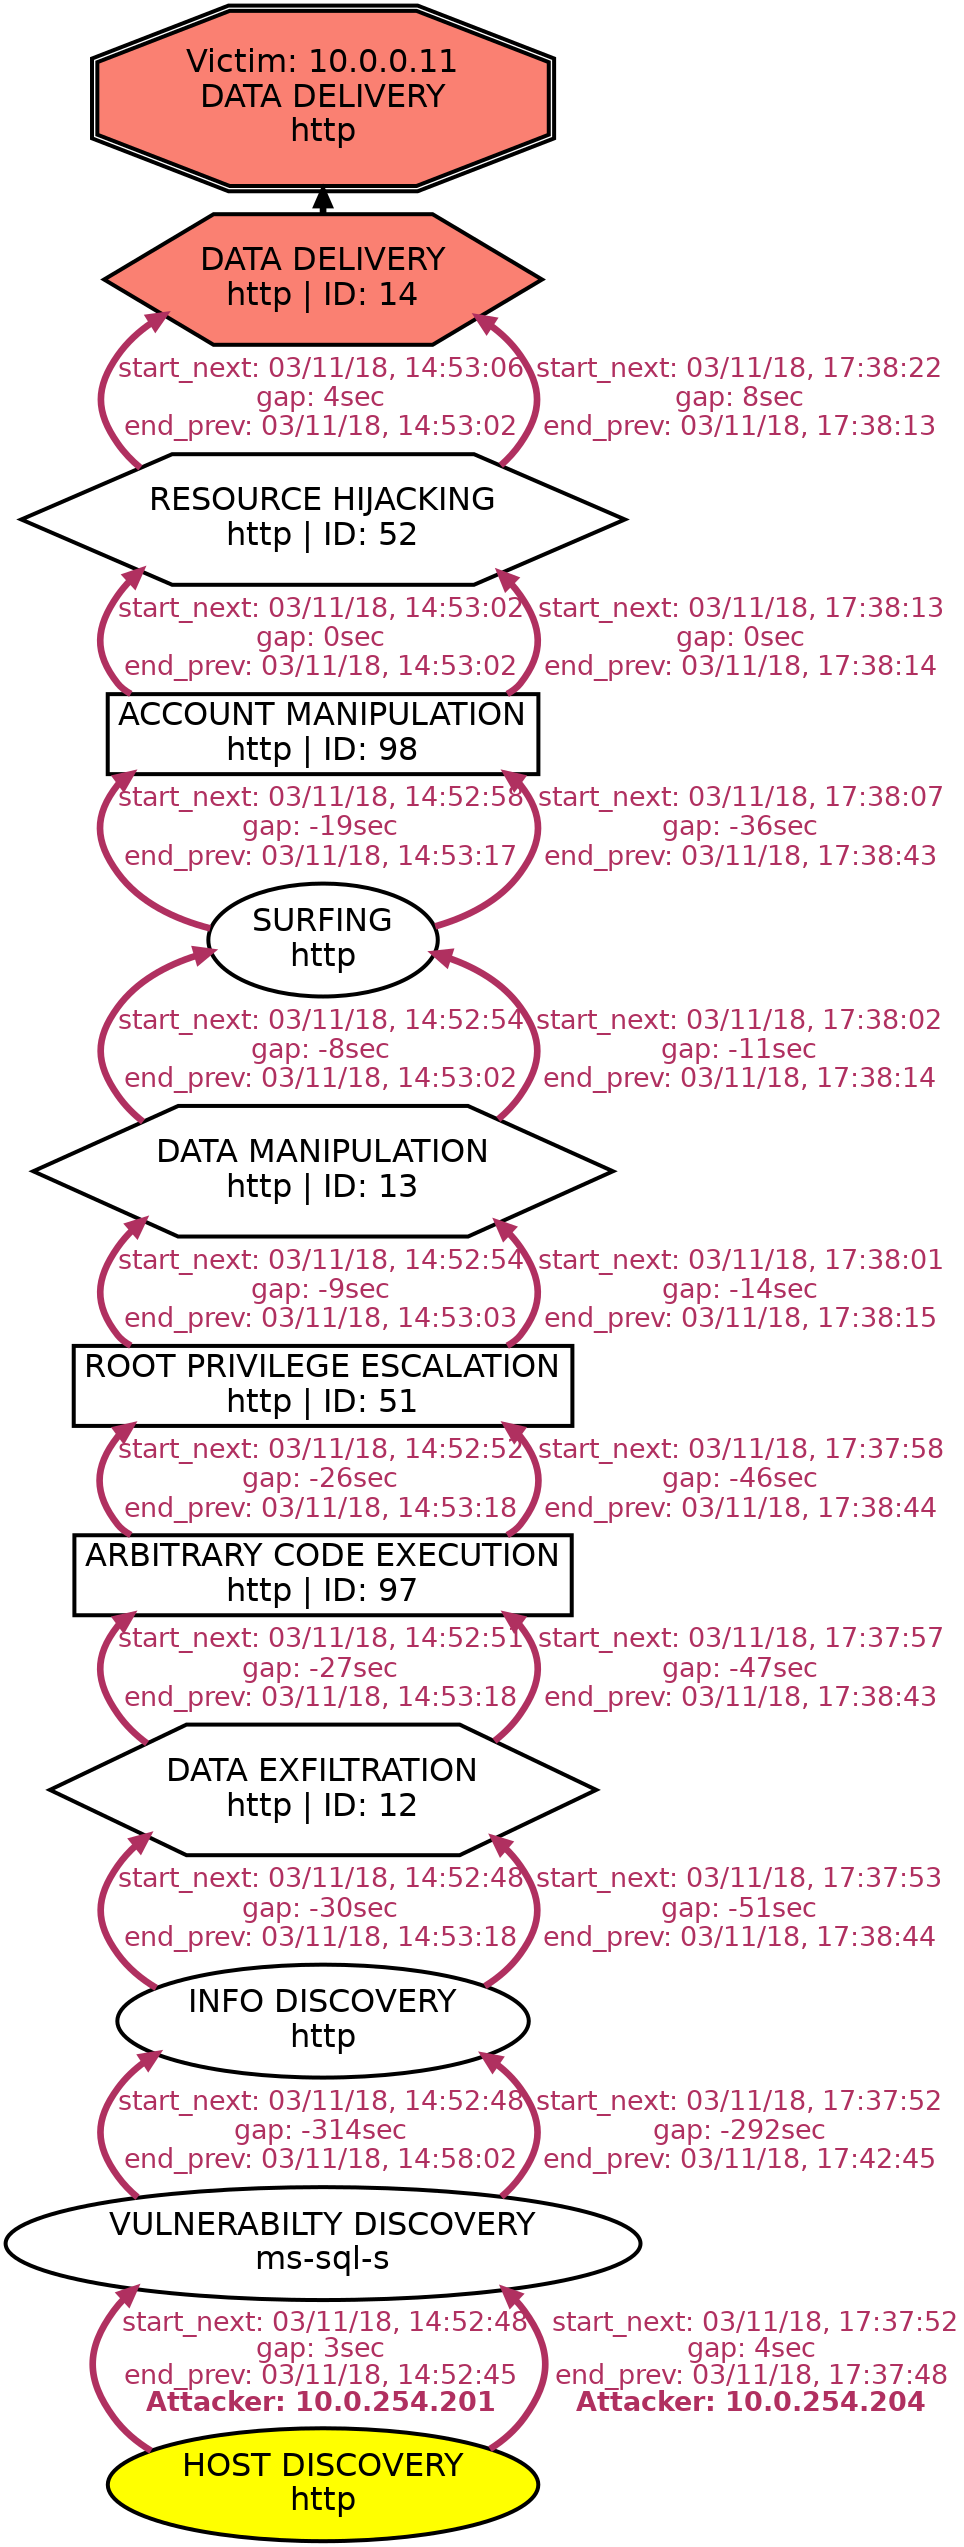 Victim: 10.0.0.11
DATA DELIVERY
http
DATA DELIVERY
http | ID: 14
start_next: 03/11/18, 14:53:06
gap: 4sec
end_prev: 03/11/18, 14:53:02
start_next: 03/11/18, 17:38:22
gap: 8sec
end_prev: 03/11/18, 17:38:13
RESOURCE HIJACKING
http | ID: 52
start_next: 03/11/18, 14:53:02
gap: 0sec
end_prev: 03/11/18, 14:53:02
start_next: 03/11/18, 17:38:13
gap: 0sec
end_prev: 03/11/18, 17:38:14
ACCOUNT MANIPULATION
http | ID: 98
start_next: 03/11/18, 14:52:58
gap: -19sec
end_prev: 03/11/18, 14:53:17
start_next: 03/11/18, 17:38:07
gap: -36sec
end_prev: 03/11/18, 17:38:43
SURFING
http
start_next: 03/11/18, 14:52:54
gap: -8sec
end_prev: 03/11/18, 14:53:02
start_next: 03/11/18, 17:38:02
gap: -11sec
end_prev: 03/11/18, 17:38:14
DATA MANIPULATION
http | ID: 13
start_next: 03/11/18, 14:52:54
gap: -9sec
end_prev: 03/11/18, 14:53:03
start_next: 03/11/18, 17:38:01
gap: -14sec
end_prev: 03/11/18, 17:38:15
ROOT PRIVILEGE ESCALATION
http | ID: 51
start_next: 03/11/18, 14:52:52
gap: -26sec
end_prev: 03/11/18, 14:53:18
start_next: 03/11/18, 17:37:58
gap: -46sec
end_prev: 03/11/18, 17:38:44
ARBITRARY CODE EXECUTION
http | ID: 97
start_next: 03/11/18, 14:52:51
gap: -27sec
end_prev: 03/11/18, 14:53:18
start_next: 03/11/18, 17:37:57
gap: -47sec
end_prev: 03/11/18, 17:38:43
DATA EXFILTRATION
http | ID: 12
start_next: 03/11/18, 14:52:48
gap: -30sec
end_prev: 03/11/18, 14:53:18
start_next: 03/11/18, 17:37:53
gap: -51sec
end_prev: 03/11/18, 17:38:44
INFO DISCOVERY
http
start_next: 03/11/18, 14:52:48
gap: -314sec
end_prev: 03/11/18, 14:58:02
start_next: 03/11/18, 17:37:52
gap: -292sec
end_prev: 03/11/18, 17:42:45
VULNERABILTY DISCOVERY
ms-sql-s
start_next: 03/11/18, 14:52:48
gap: 3sec
end_prev: 03/11/18, 14:52:45
Attacker: 10.0.254.201
start_next: 03/11/18, 17:37:52
gap: 4sec
end_prev: 03/11/18, 17:37:48
Attacker: 10.0.254.204
HOST DISCOVERY
http